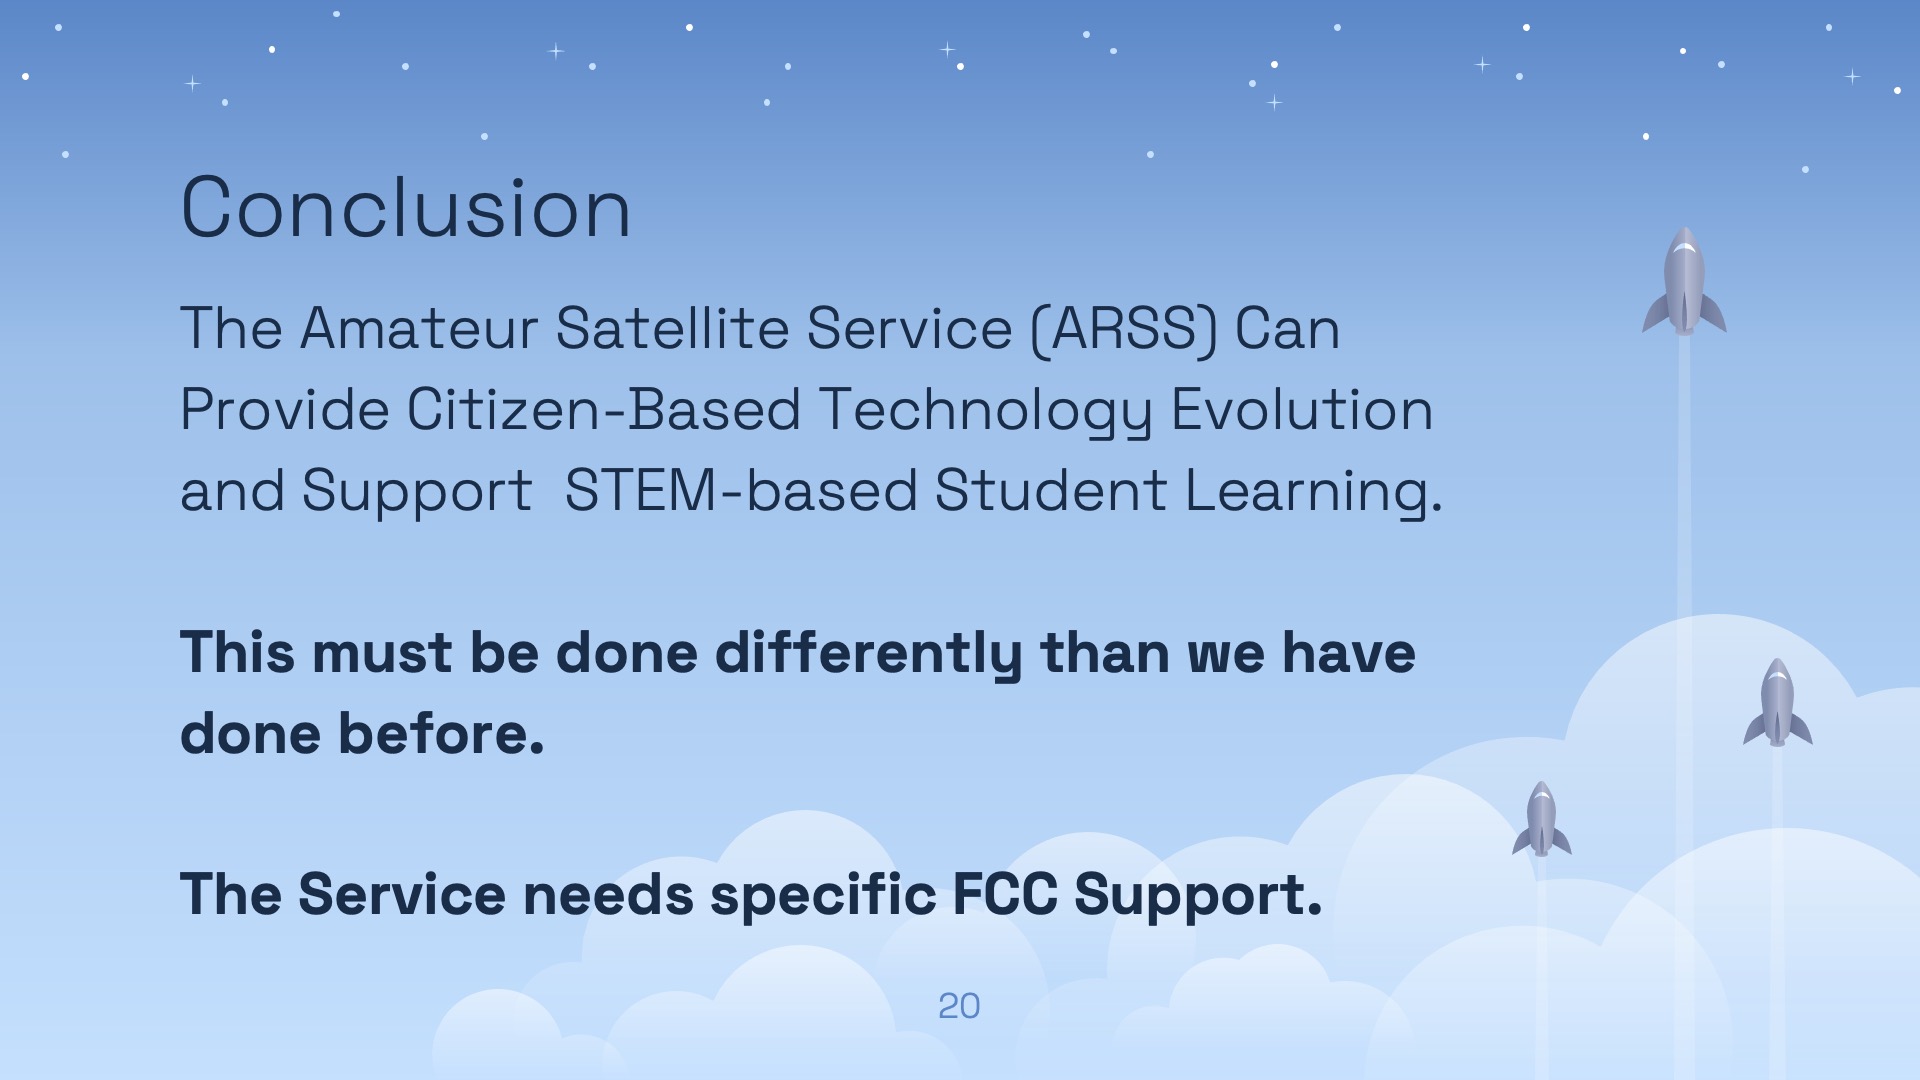 Conclusion
The Amateur Satellite Service (ARSS) Can
Provide Citizen-Based Technology Evolution
and Support  STEM-based Student Learning.
This must be done differently than we have
done before.
The Service needs specific FCC Support.
20